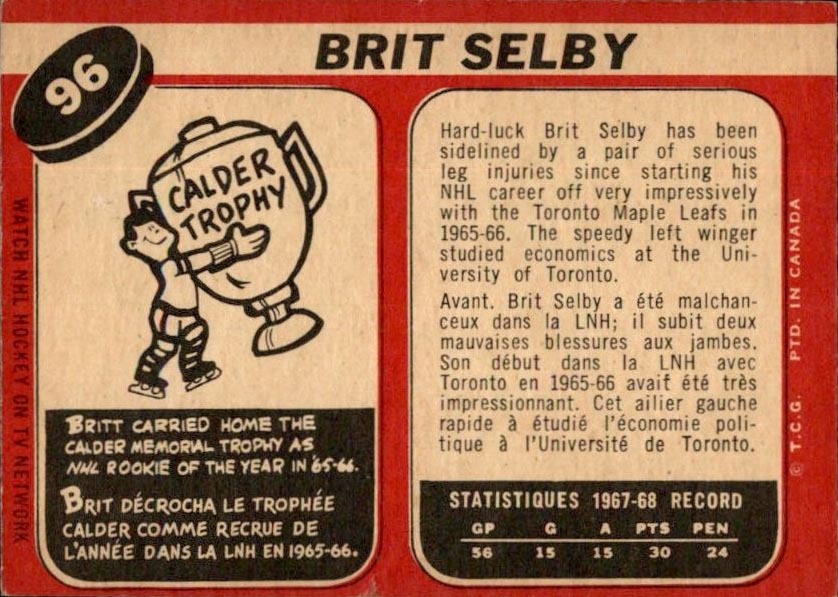 96
BRIT SELBY
CALDER
TROPHY
BRITT CARRIED HOME THE
CALDER MEMORIAL TROPHY AS
NHL ROOKIE OF THE YEAR IN '65-66.
BRIT DÉCROCHA LE TROPHÉE
CALDER COMME RECRUE DE
L'ANNÉE DANS LA LNH EN 1965-66.
Hard-luck Brit Selby has been
sidelined by a pair of serious
leg injuries since starting his
NHL career off very impressively
with the Toronto Maple Leafs in
1965-66. The speedy left winger
studied economics at the Uni-
versity of Toronto.
Avant. Brit Selby a été malchan-
ceux dans la LNH; il subit deux
mauvaises blessures aux jambes.
Son début dans la LNH avec
Toronto en 1965-66 avait été très
impressionnant. Cet ailier gauche
rapide à étudié l'économie poli-
tique à l'Université de Toronto.
STATISTIQUES 1967-68 RECORD
GP G A PTS PEN
56 15 15 30 24
WATCH NHL HOCKEY ON TV NETWORK
© T.C.G. PTD. IN CANADA